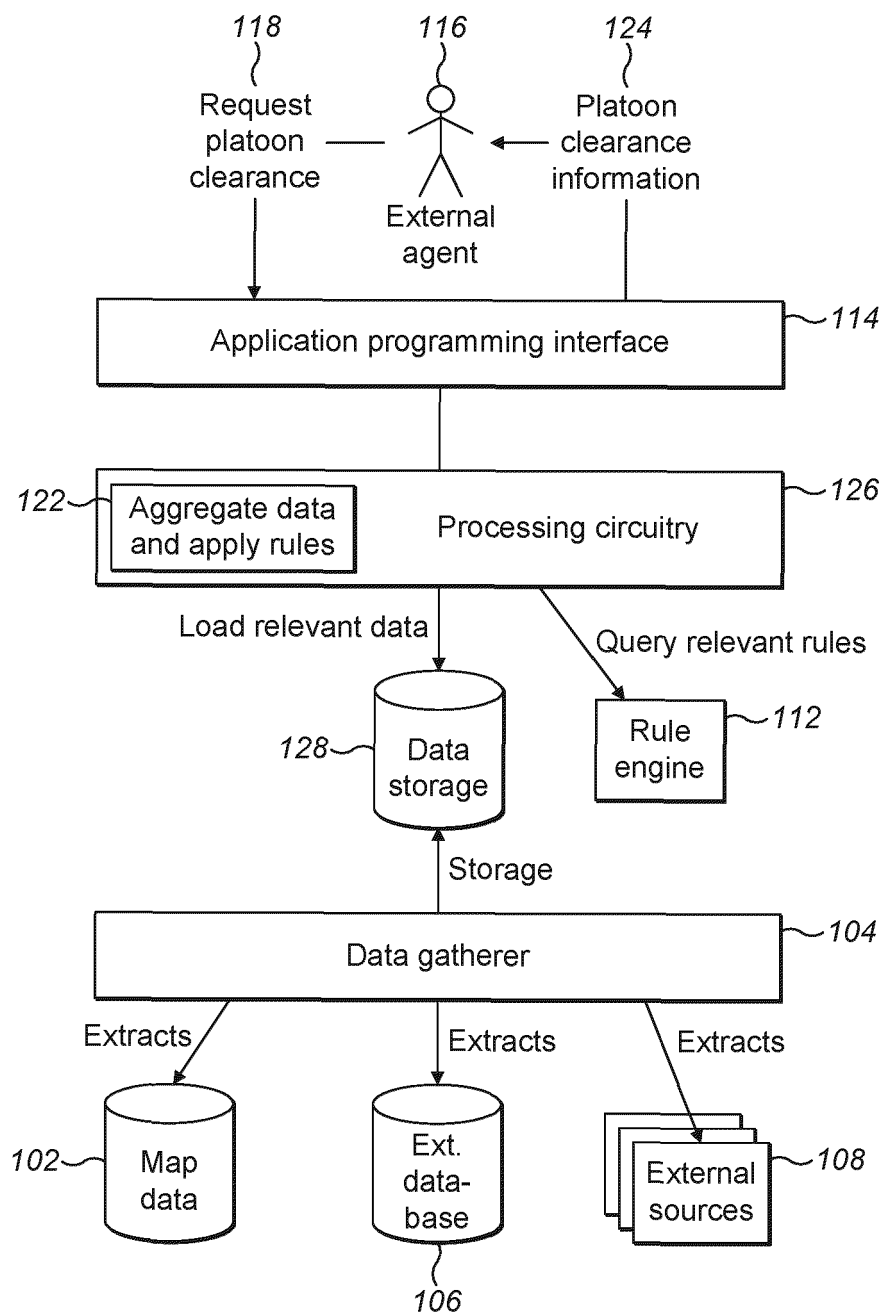 118
116
124
Request
platoon
clearance
Platoon
clearance
information
External
agent
Application programming interface
114
122
Aggregate data
and apply rules
Processing circuitry
126
Load relevant data
Query relevant rules
128
Data
storage
Rule
engine
112
Storage
Data gatherer
104
Extracts
Extracts
Extracts
102
Map
data
Ext.
data-
base
External
sources
108
106